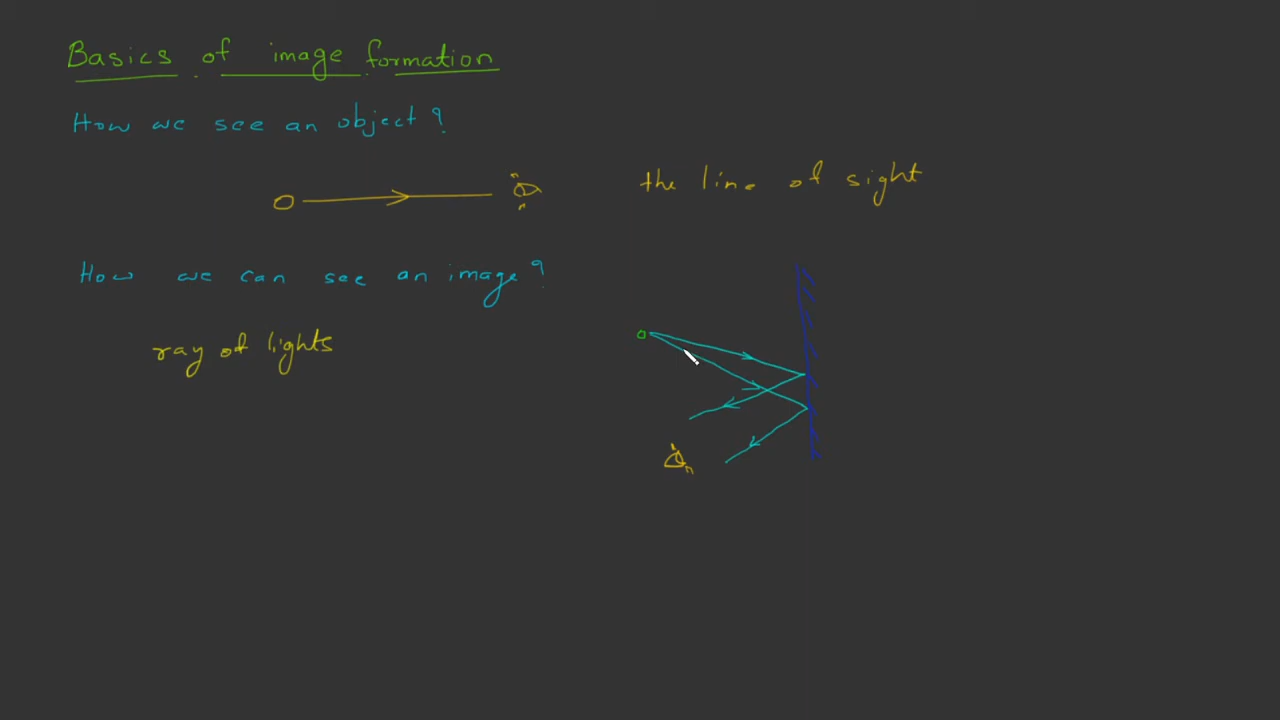 Basics of image formation
How we see an object?
the line of sight
How we can see an image?
ray of lights